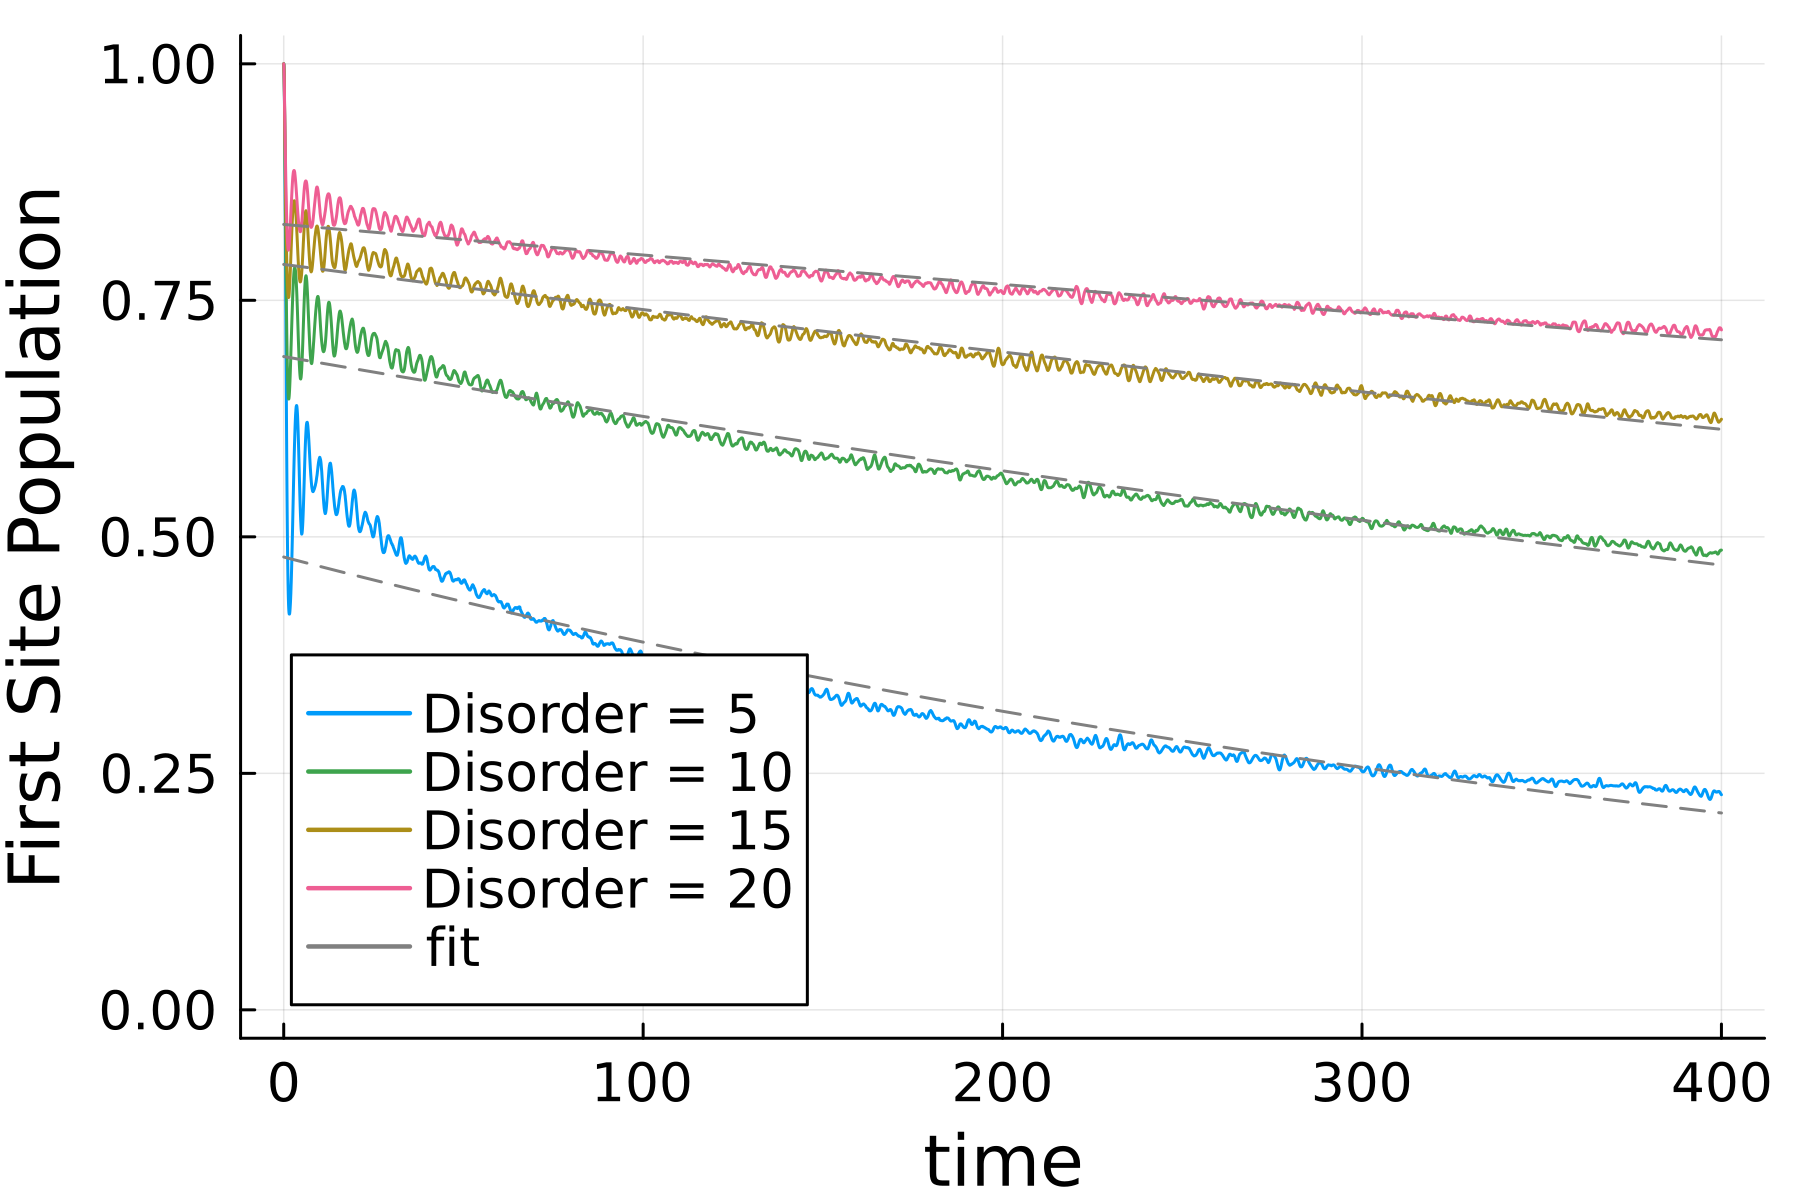 First Site Population
1.00
0.75
0.50
0.25
0.00
Disorder = 5
Disorder = 10
Disorder = 15
Disorder = 20
fit
0 100 200 300 400
time